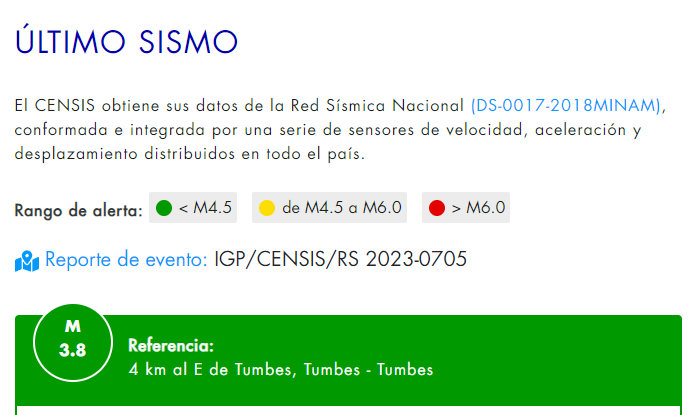 ÚLTIMO SISMO
El CENSIS obtiene sus datos de la Red Sísmica Nacional (DS-0017-2018MINAM),
conformada e integrada por una serie de sensores de velocidad, aceleración y
desplazamiento distribuidos en todo el país.
Rango de alerta: < M4.5 de M4.5 a M6.0 > M6.0
Reporte de evento: IGP/CENSIS/RS 2023-0705
M
3.8
Referencia:
4 km al E de Tumbes, Tumbes - Tumbes